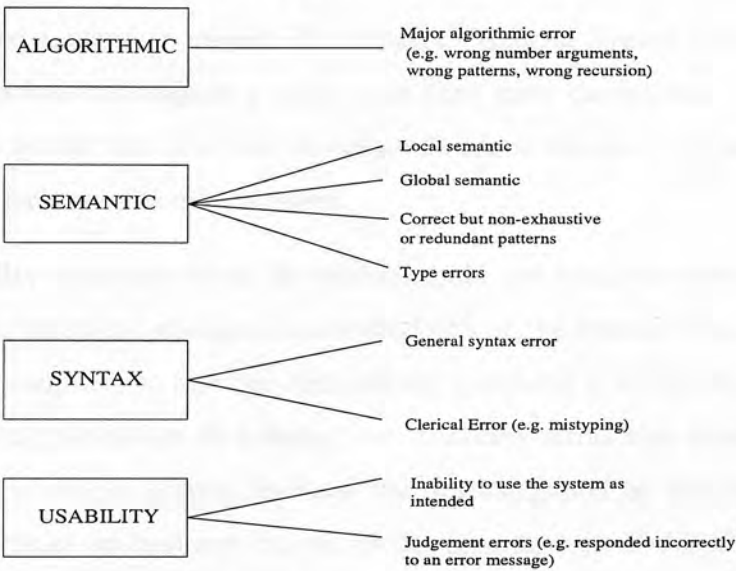 ALGORITHMIC
Major algorithmic error
(e.g. wrong number arguments,
wrong patterns, wrong recursion)
SEMANTIC
Local semantic
Global semantic
Correct but non-exhaustive
or redundant patterns
Type errors
SYNTAX
General syntax error
Clerical Error (e.g. mistyping)
USABILITY
Inability to use the system as
intended
Judgement errors (e.g. responded incorrectly
to an error message)